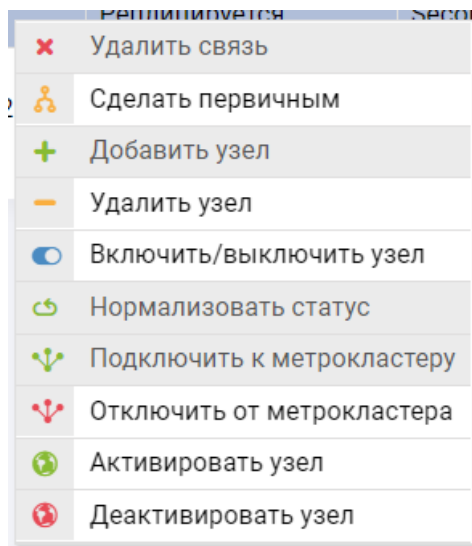 Реплицируется
Удалить связь
Сделать первичным
Добавить узел
Удалить узел
Включить/выключить узел
Нормализовать статус
Подключить к метрокластеру
Отключить от метрокластера
Активировать узел
Деактивировать узел